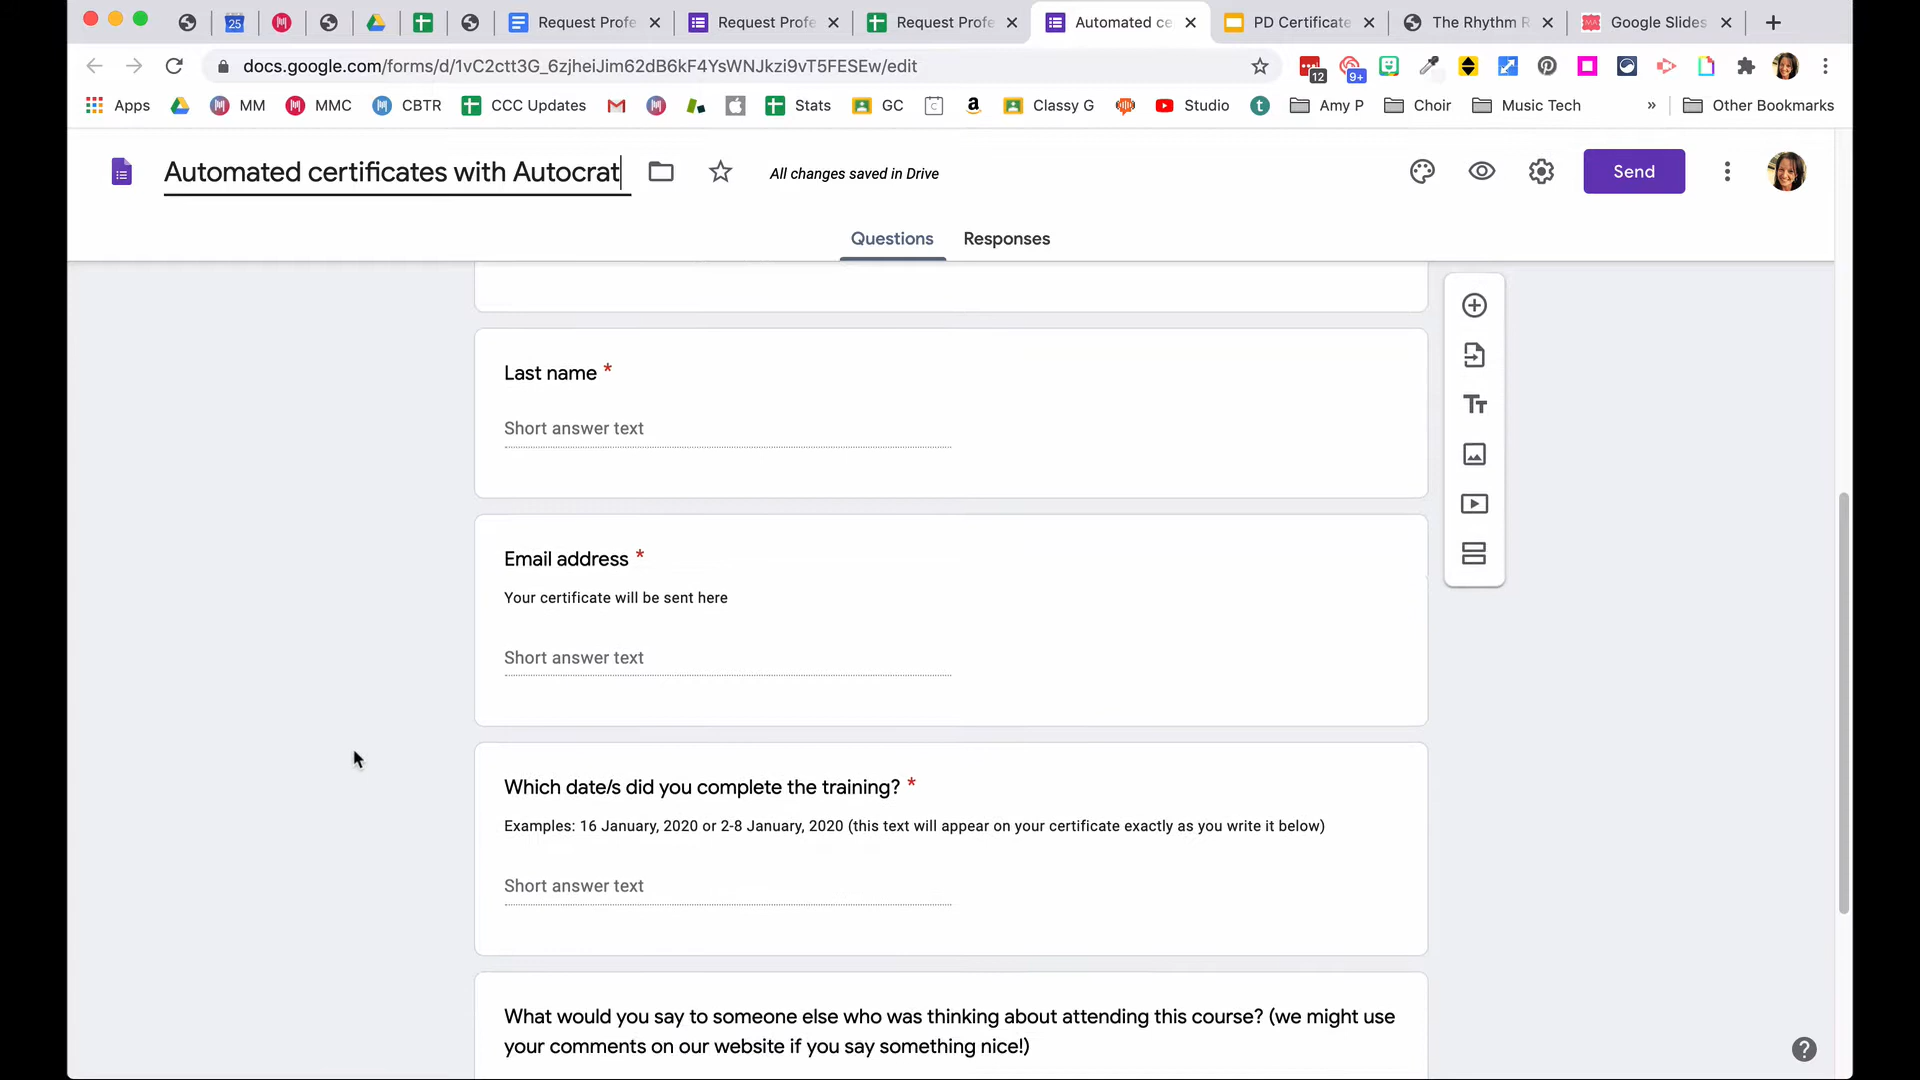 25
Request Profe
Request Profe
Request Profe
Automated ce
PD Certificate
The Rhythm R
Google Slides
docs.google.com/forms/d/1vC2ctt3G_6zjheiJim62dB6kF4YsWNJkzi9vT5FESEw/edit
12
9+
Apps
MM
MMC
CBTR
CCC Updates
Stats
GC
Classy G
Studio
Amy P
Choir
Music Tech
»
Other Bookmarks
Automated certificates with Autocrat
All changes saved in Drive
Send
Questions
Responses
Last name *
Short answer text
Email address *
Your certificate will be sent here
Short answer text
Which date/s did you complete the training? *
Examples: 16 January, 2020 or 2-8 January, 2020 (this text will appear on your certificate exactly as you write it below)
Short answer text
What would you say to someone else who was thinking about attending this course? (we might use
your comments on our website if you say something nice!)